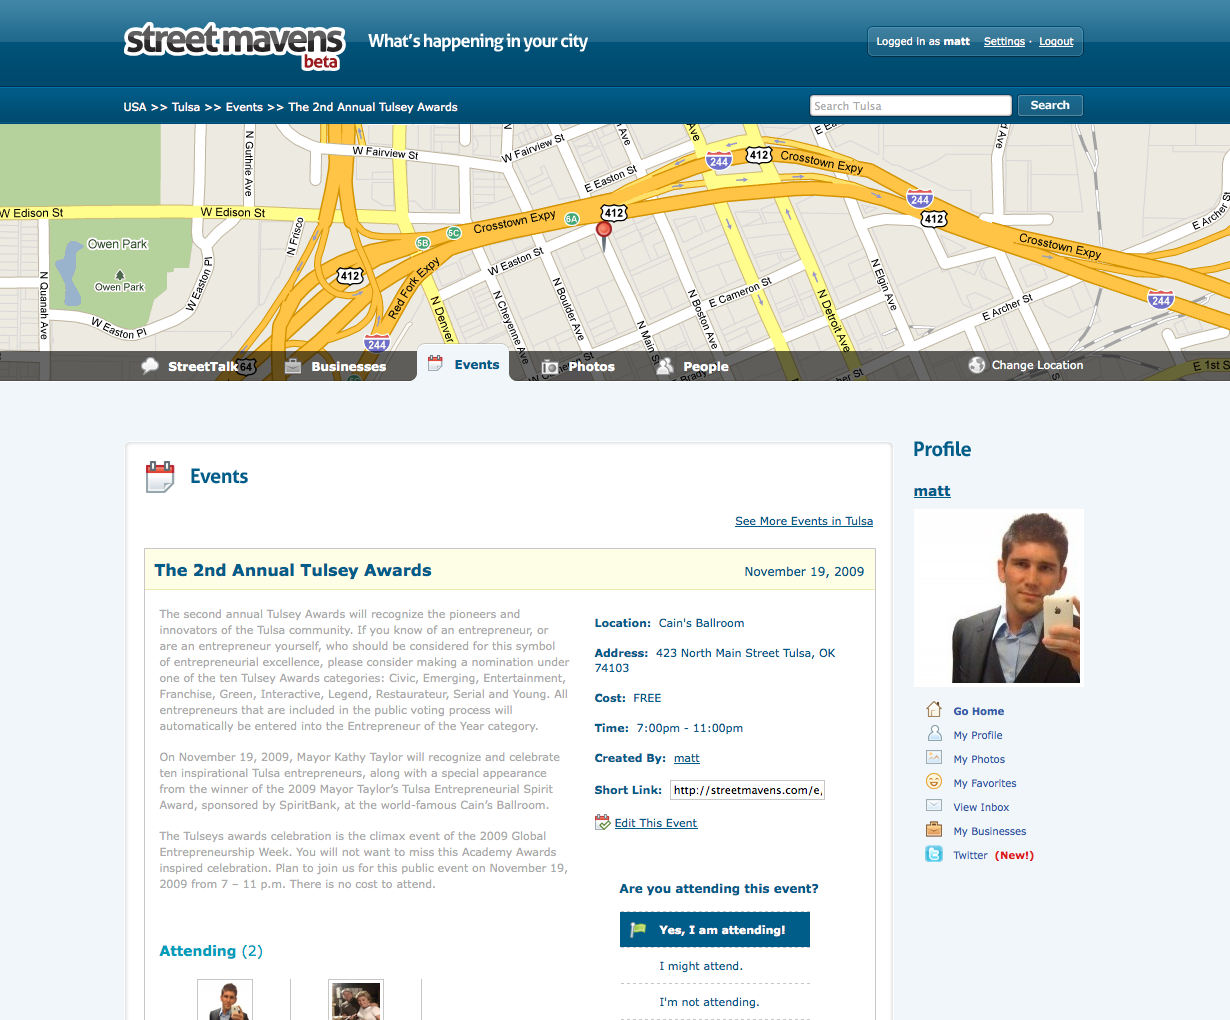 streetmavens
beta
What's happening in your city
Logged in as matt Settings · Logout
USA >> Tulsa >> Events >> The 2nd Annual Tulsey Awards
Search Tulsa
Search
W Fairview St
N Guthrie Ave
W Fairview St
E Easton St
244
412
Crosstown Expy
W Edison St
W Edison St
N Frisco
Crosstown Expy
6A
412
5C
5B
244
412
E Archer St
Owen Park
Owen Park
412
Red Fork Expy
W Easton St
Crosstown Expy
N Quanah Ave
W Easton Pl
W Easton Pl
N Denver
N Cheyenne Ave
N Boulder Ave
N Main
N Boston Ave
E Cameron St
N Detroit Ave
N Elgin Ave
E Archer St
244
244
StreetTalk
64
Businesses
Events
Photos
People
Change Location
E 1st S
E Brady
Archer St
Events
See More Events in Tulsa
The 2nd Annual Tulsey Awards
November 19, 2009
The second annual Tulsey Awards will recognize the pioneers and
innovators of the Tulsa community. If you know of an entrepreneur, or
are an entrepreneur yourself, who should be considered for this symbol
of entrepreneurial excellence, please consider making a nomination under
one of the ten Tulsey Awards categories: Civic, Emerging, Entertainment,
Franchise, Green, Interactive, Legend, Restaurateur, Serial and Young. All
entrepreneurs that are included in the public voting process will
automatically be entered into the Entrepreneur of the Year category.
On November 19, 2009, Mayor Kathy Taylor will recognize and celebrate
ten inspirational Tulsa entrepreneurs, along with a special appearance
from the winner of the 2009 Mayor Taylor's Tulsa Entrepreneurial Spirit
Award, sponsored by SpiritBank, at the world-famous Cain's Ballroom.
The Tulseys awards celebration is the climax event of the 2009 Global
Entrepreneurship Week. You will not want to miss this Academy Awards
inspired celebration. Plan to join us for this public event on November 19,
2009 from 7 – 11 p.m. There is no cost to attend.
Attending (2)
Location: Cain's Ballroom
Address: 423 North Main Street Tulsa, OK
74103
Cost: FREE
Time: 7:00pm - 11:00pm
Created By: matt
Short Link: http://streetmavens.com/e,
Edit This Event
Are you attending this event?
Yes, I am attending!
I might attend.
I'm not attending.
Profile
matt
Go Home
My Profile
My Photos
My Favorites
View Inbox
My Businesses
Twitter (New!)